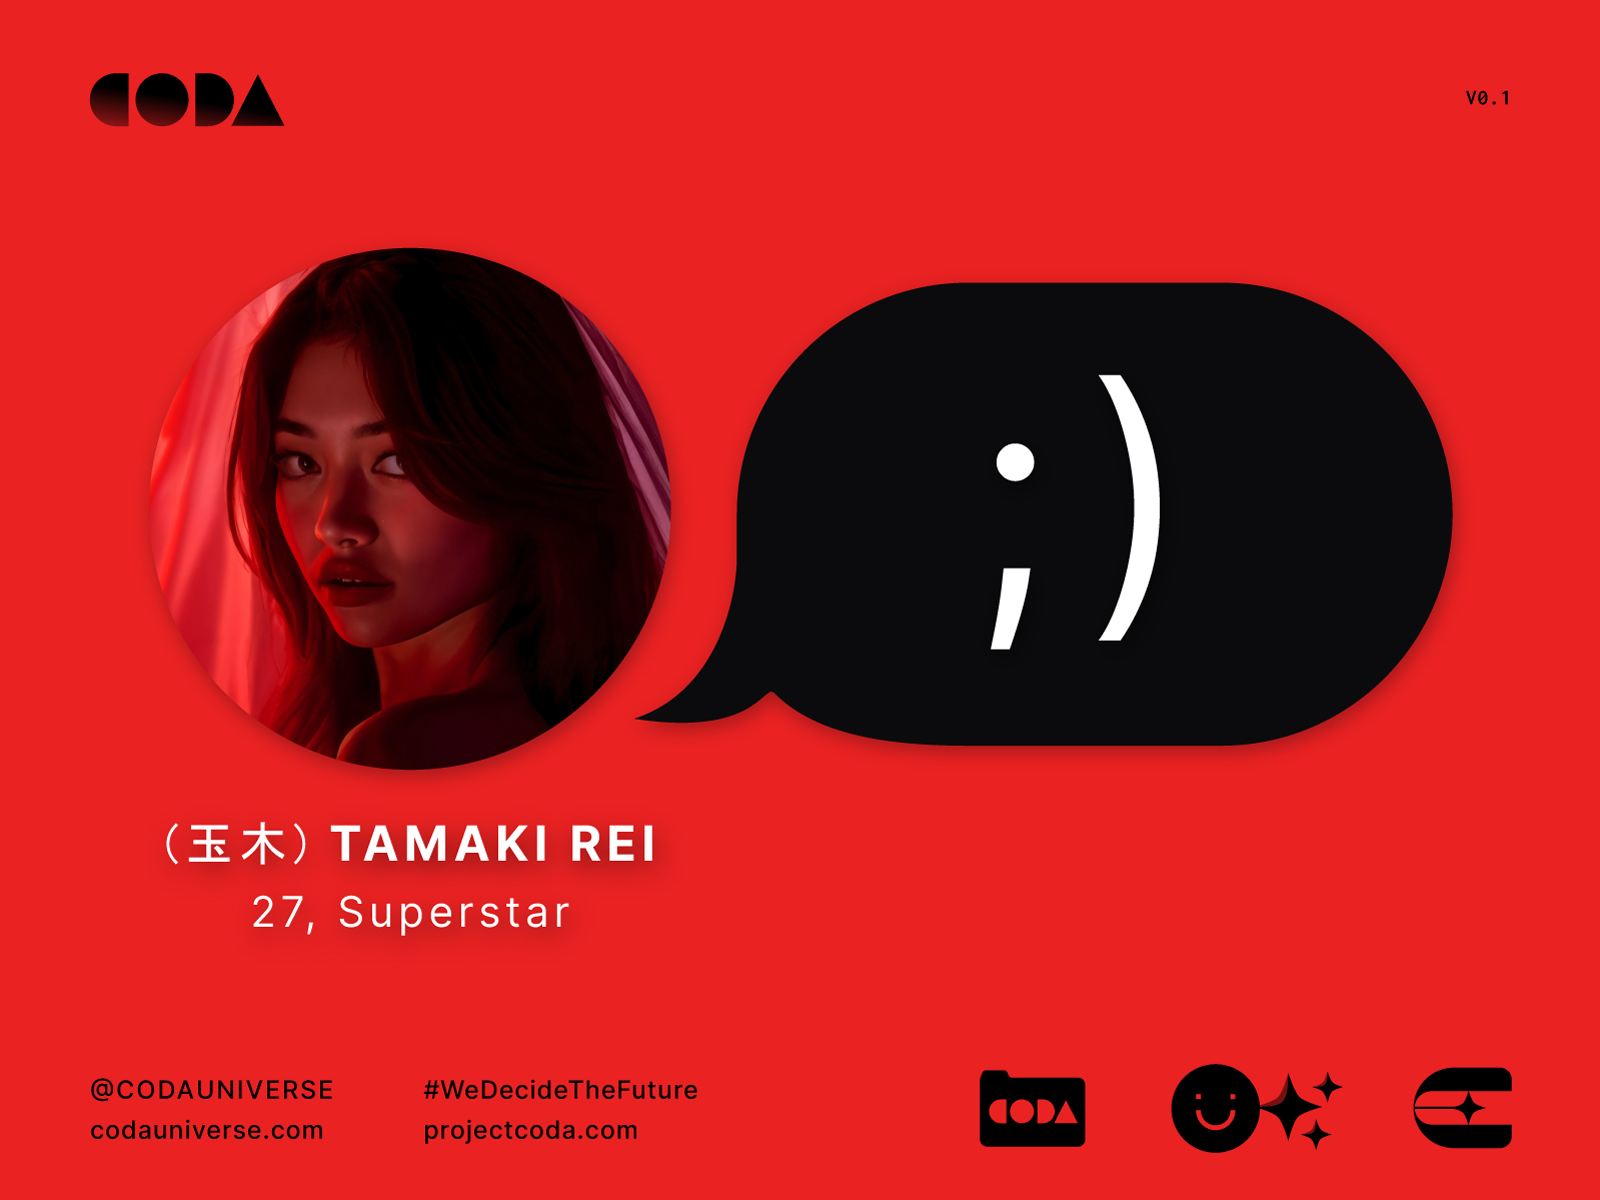 CODA
V0.1
;)
（玉木）TAMAKI REI
27, Superstar
@CODAUNIVERSE
codauniverse.com
#WeDecideTheFuture
projectcoda.com
CODA